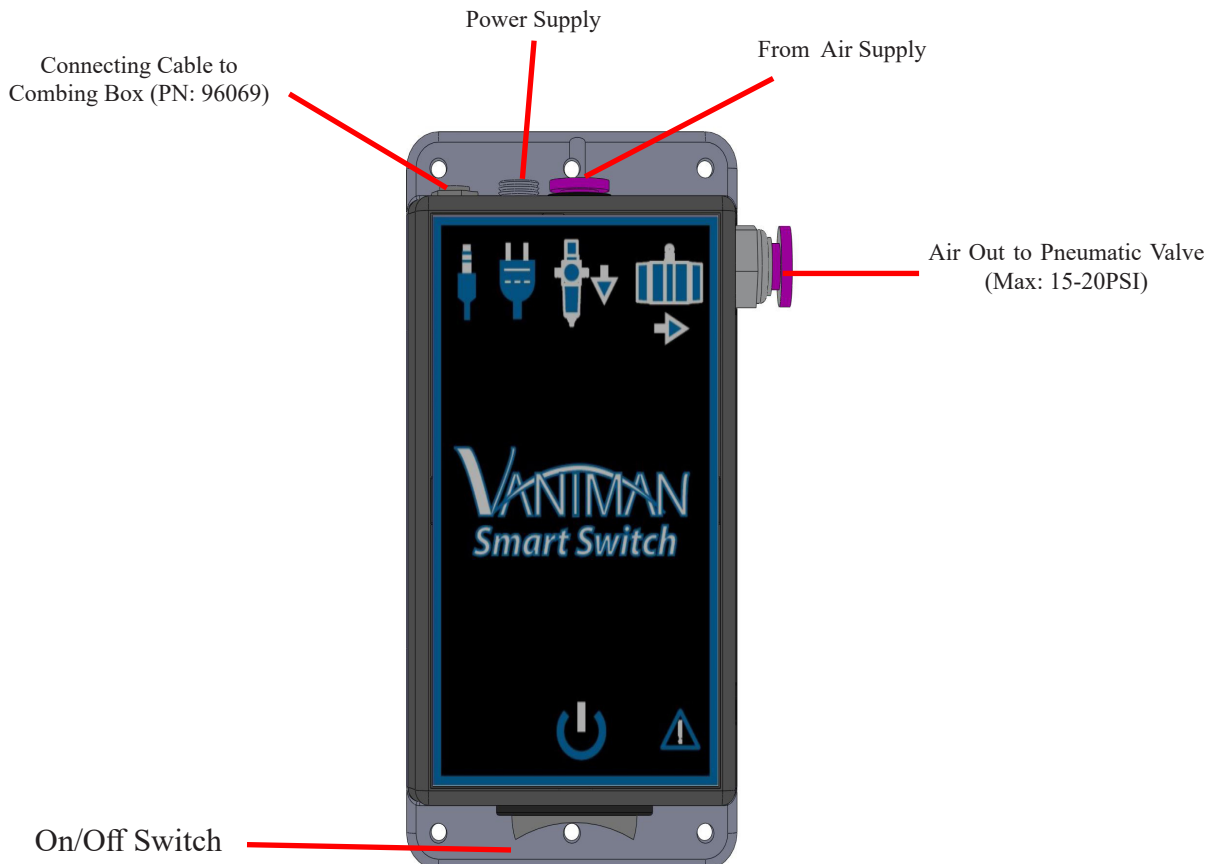 Power Supply
From Air Supply
Connecting Cable to
Combing Box (PN: 96069)
Air Out to Pneumatic Valve
(Max: 15-20PSI)
VANIMAN
Smart Switch
On/Off Switch